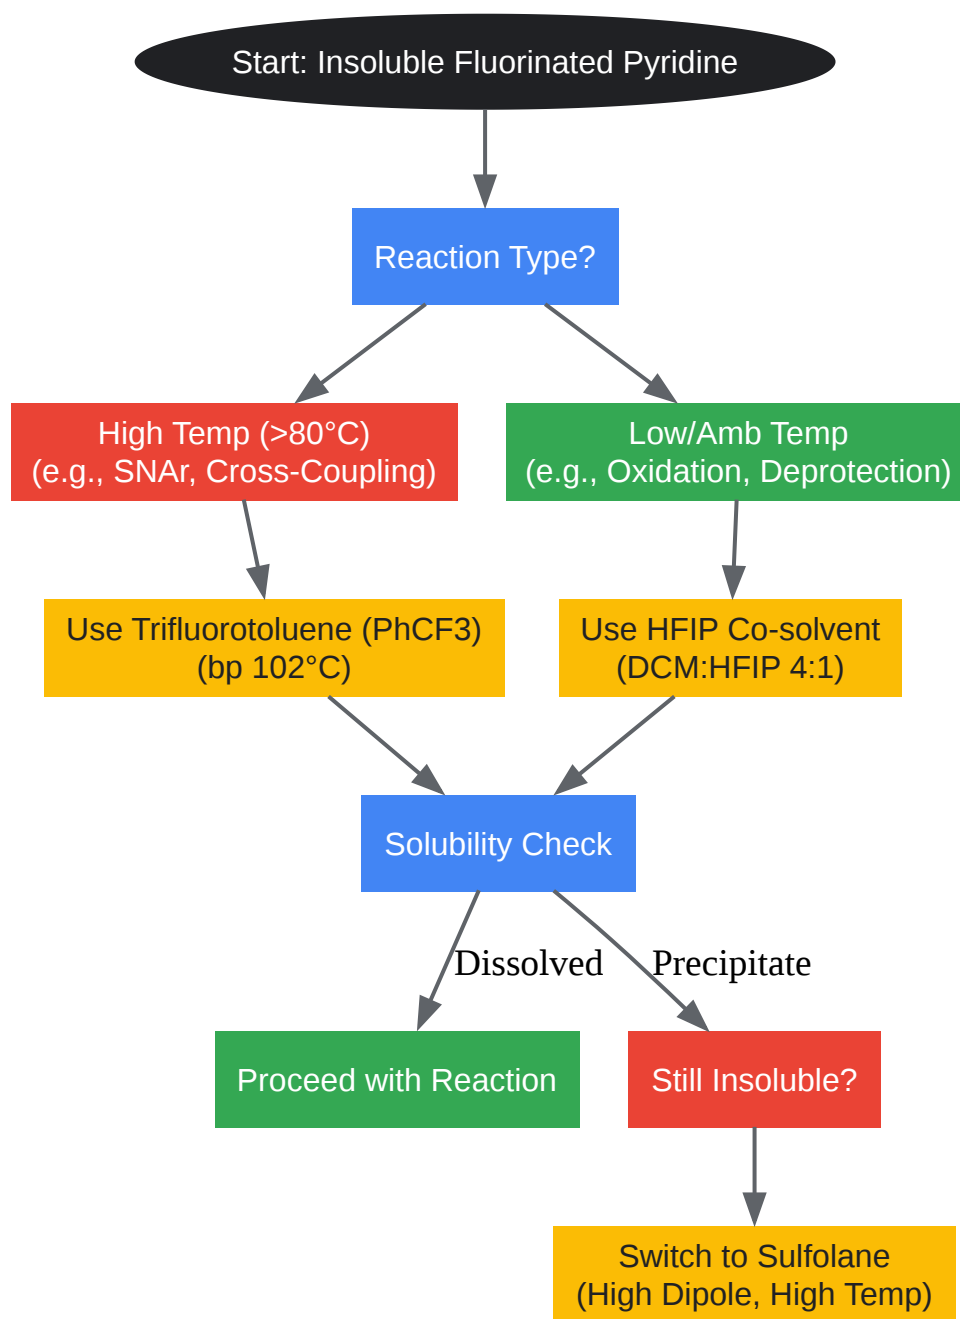 Start: Insoluble Fluorinated Pyridine
Reaction Type?
High Temp (>80°C)
(e.g., SNAr, Cross-Coupling)
Low/Amb Temp
(e.g., Oxidation, Deprotection)
Use Trifluorotoluene (PhCF3)
(bp 102°C)
Use HFIP Co-solvent
(DCM:HFIP 4:1)
Solubility Check
Dissolved
Precipitate
Proceed with Reaction
Still Insoluble?
Switch to Sulfolane
(High Dipole, High Temp)